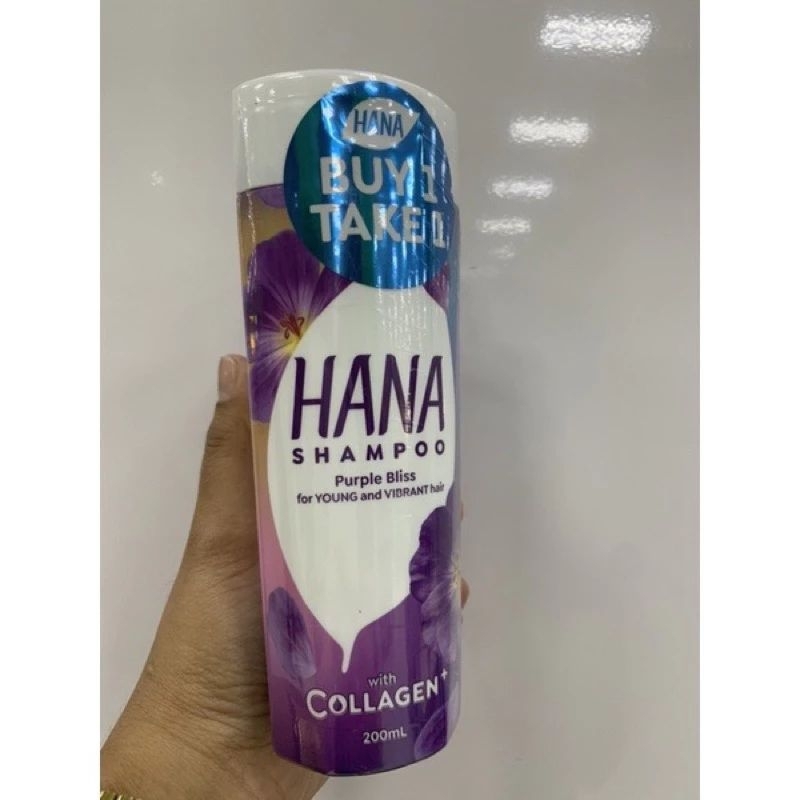 HANA
BUY 1
TAKE 1
HANA
SHAMPOO
Purple Bliss
for YOUNG and VIBRANT hair
with
COLLAGEN+
200mL